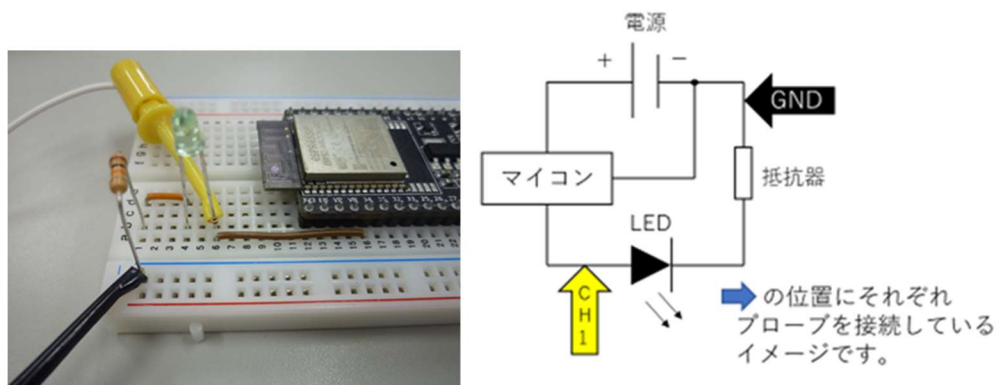 電源
+ −
GND
マイコン
抵抗器
LED
CH1
の位置にそれぞれ
プローブを接続している
イメージです。